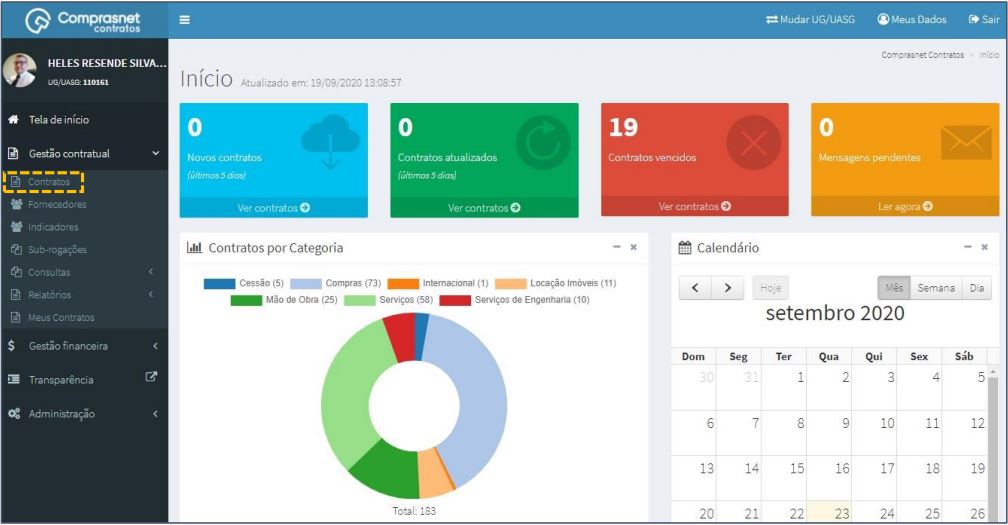 Comprasnet
contratos
Mudar UG/UASG
Meus Dados
Sair
HELES RESENDE SILVA...
UG/UASG: 110161
Tela de início
Gestão contratual
Contratos
Fornecedores
Indicadores
Sub-rogações
Consultas
Relatórios
Meus Contratos
Gestão financeira
Transparência
Administração
Comprasnet Contratos > Início
Início Atualizado em: 19/09/2020 13:08:57
0
Novos contratos
(últimos 5 dias)
Ver contratos
0
Contratos atualizados
(últimos 5 dias)
Ver contratos
19
Contratos vencidos
Ver contratos
0
Mensagens pendentes
Ler agora
Contratos por Categoria
Cessão (5) Compras (73) Internacional (1) Locação Imóveis (11)
Mão de Obra (25) Serviços (58) Serviços de Engenharia (10)
Total: 183
Calendário
Hoje
Mês Semana Dia
setembro 2020
Dom Seg Ter Qua Qui Sex Sáb
30 31 1 2 3 4 5
6 7 8 9 10 11 12
13 14 15 16 17 18 19
20 21 22 23 24 25 26